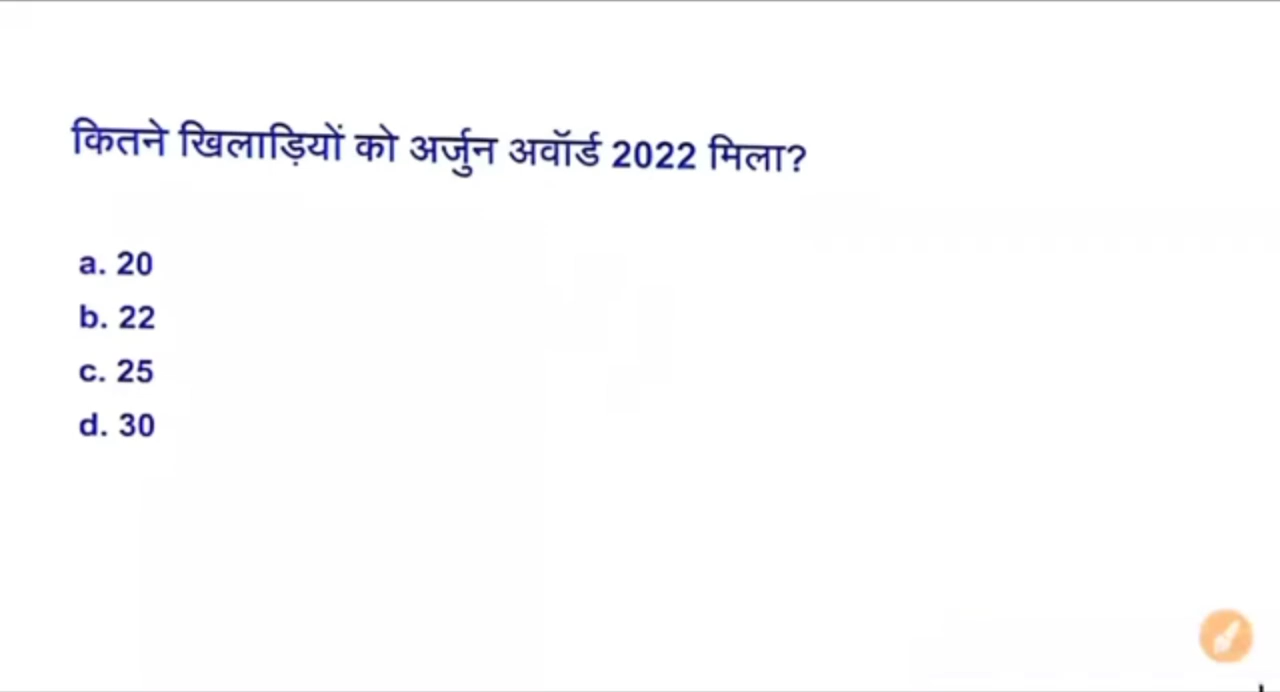 कितने खिलाड़ियों को अर्जुन अवॉर्ड 2022 मिला?
a. 20
b. 22
c. 25
d. 30